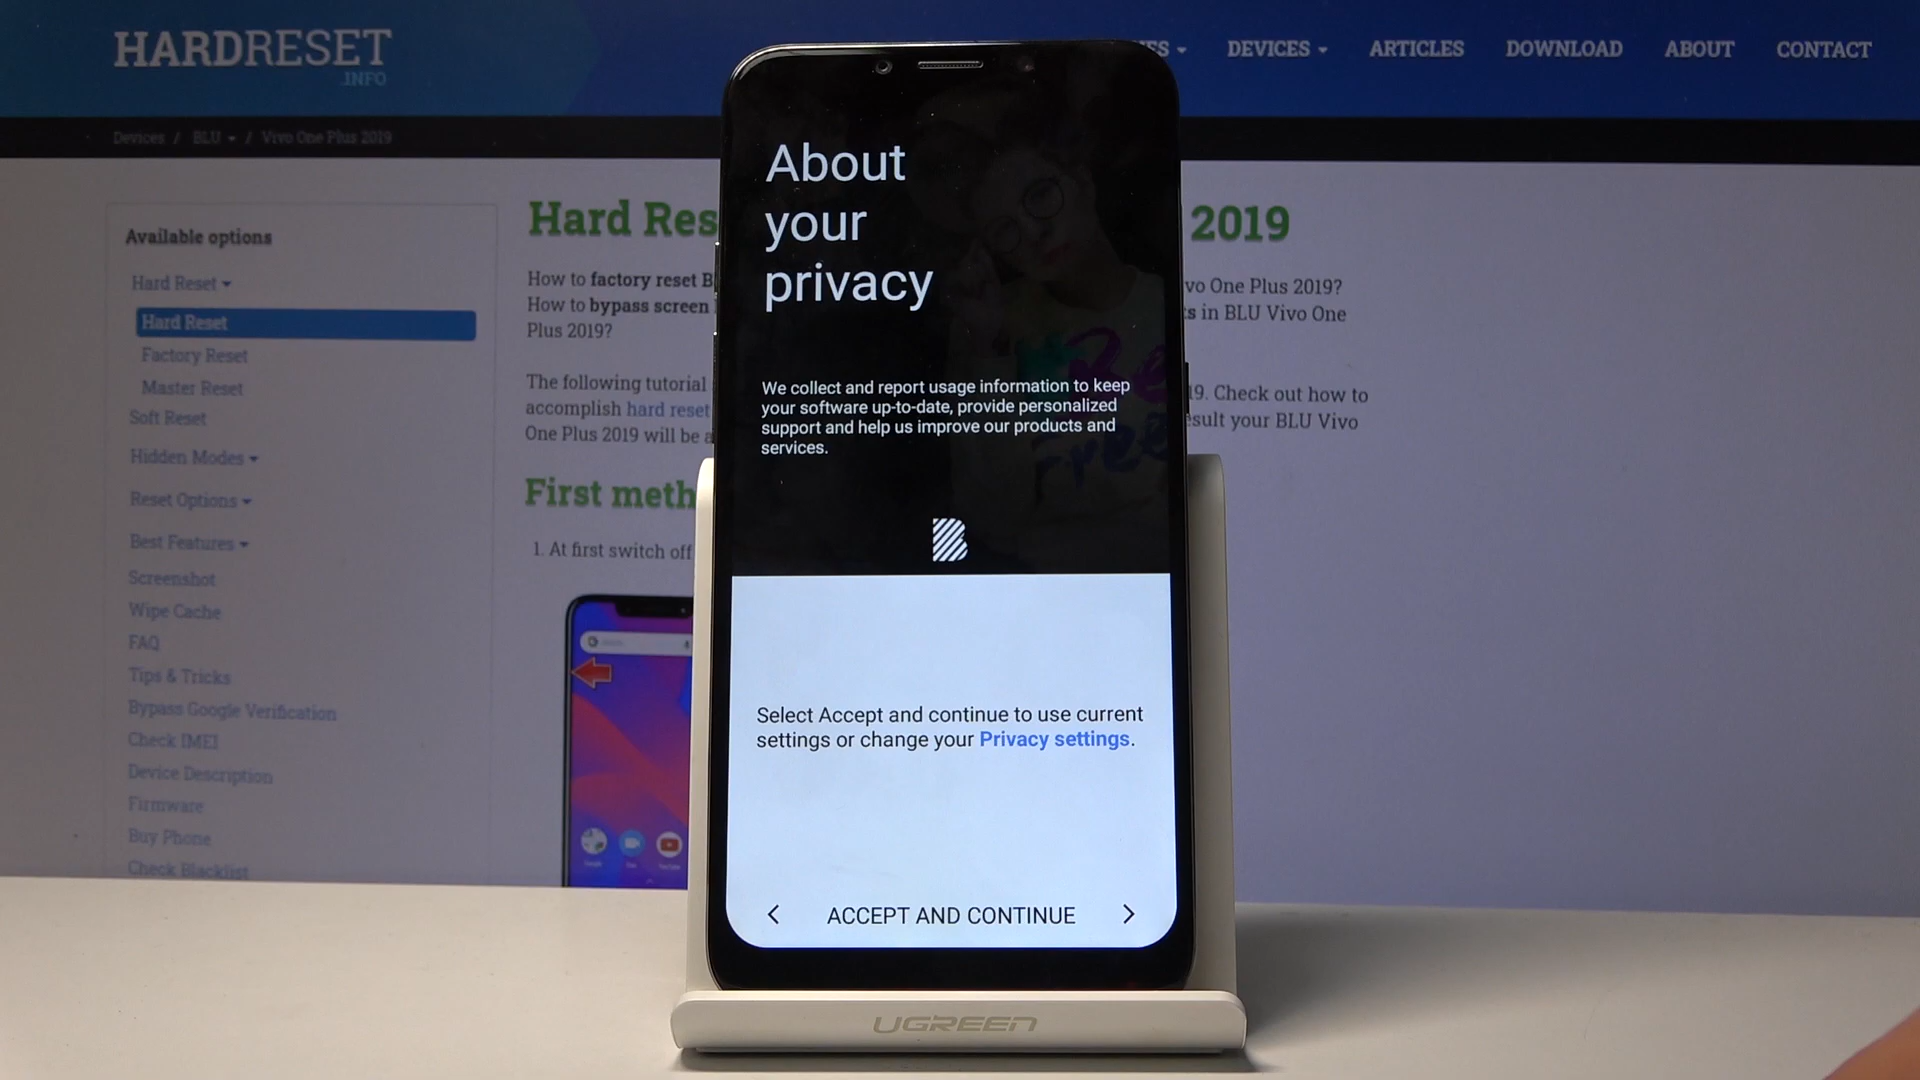 HARDRESET
.INFO
DEVICES
ARTICLES
DOWNLOAD
ABOUT
CONTACT
Devices / BLU / Vivo One Plus 2019
Available options
Hard Reset
Hard Reset
Factory Reset
Master Reset
Soft Reset
Hidden Modes
Reset Options
Best Features
Screenshot
Wipe Cache
FAQ
Tips & Tricks
Bypass Google Verification
Check IMEI
Device Description
Firmware
Buy Phone
Check Blacklist
Hard Res 2019
How to factory reset B vo One Plus 2019?
How to bypass screen s in BLU Vivo One
Plus 2019?
The following tutorial 19. Check out how to
accomplish hard reset esult your BLU Vivo
One Plus 2019 will be a
First meth
1. At first switch off
About
your
privacy
We collect and report usage information to keep
your software up-to-date, provide personalized
support and help us improve our products and
services.
B
Select Accept and continue to use current
settings or change your Privacy settings.
< ACCEPT AND CONTINUE >
UGREEN